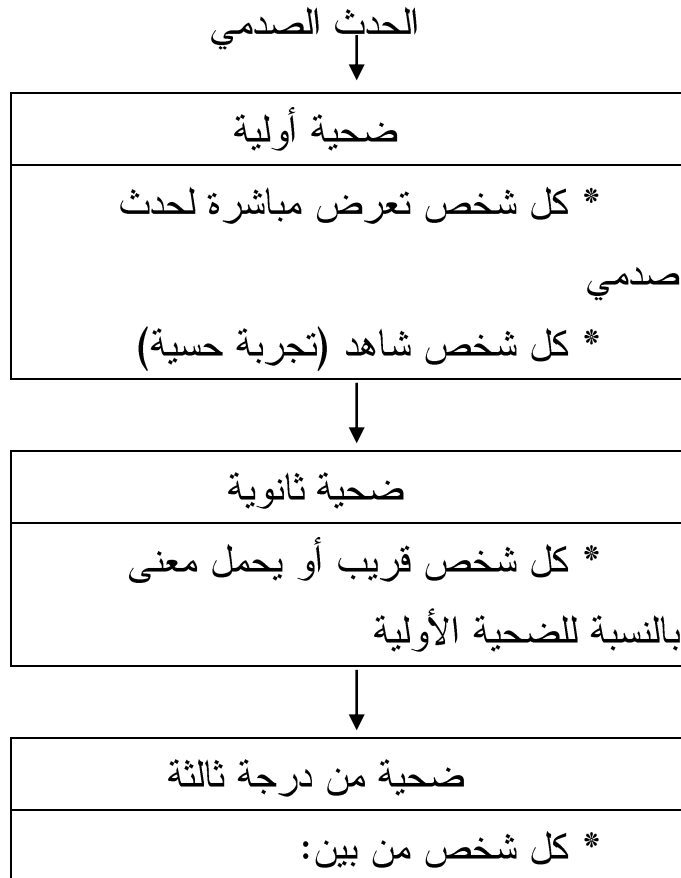 الحدث الصدمي
ضحية أولية
* كل شخص تعرض مباشرة لحدث
صدمي
* كل شخص شاهد (تجربة حسية)
ضحية ثانوية
* كل شخص قريب أو يحمل معنى
بالنسبة للضحية الأولية
ضحية من درجة ثالثة
* كل شخص من بين: